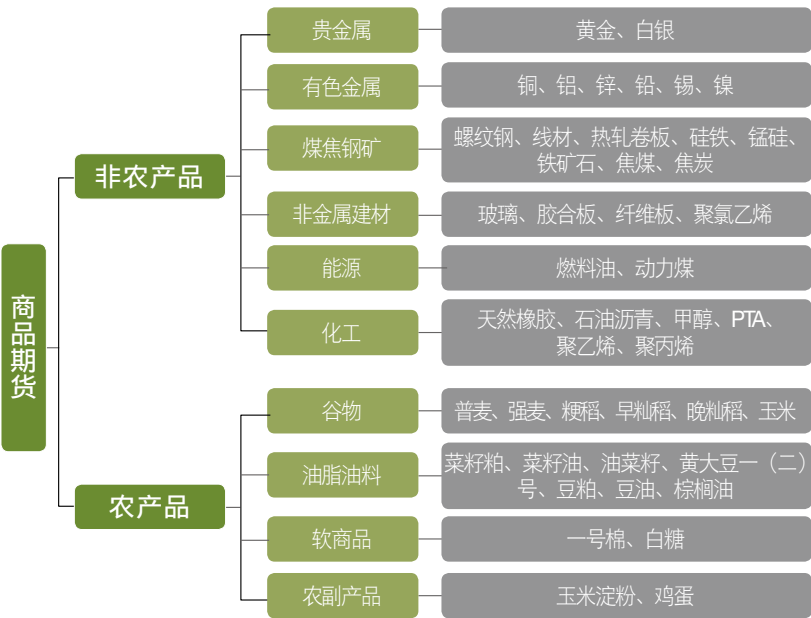 商品期货
非农产品
贵金属
黄金、白银
有色金属
铜、铝、锌、铅、锡、镍
煤焦钢矿
螺纹钢、线材、热轧卷板、硅铁、锰硅、
铁矿石、焦煤、焦炭
非金属建材
玻璃、胶合板、纤维板、聚氯乙烯
能源
燃料油、动力煤
化工
天然橡胶、石油沥青、甲醇、PTA、
聚乙烯、聚丙烯
农产品
谷物
普麦、强麦、粳稻、早籼稻、晚籼稻、玉米
油脂油料
菜籽粕、菜籽油、油菜籽、黄大豆一（二）
号、豆粕、豆油、棕榈油
软商品
一号棉、白糖
农副产品
玉米淀粉、鸡蛋